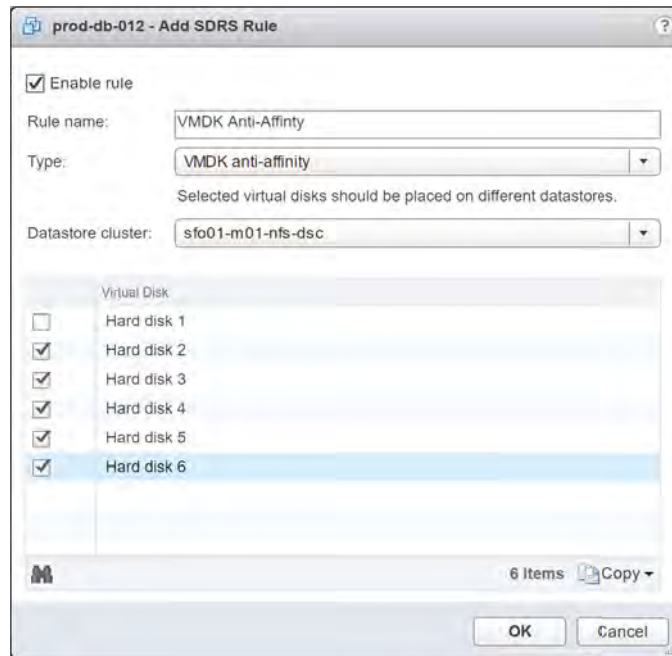 prod-db-012 - Add SDRS Rule ?
Enable rule
Rule name: VMDK Anti-Affinty
Type: VMDK anti-affinity
Selected virtual disks should be placed on different datastores.
Datastore cluster: sfo01-m01-nfs-dsc
Virtual Disk
Hard disk 1
Hard disk 2
Hard disk 3
Hard disk 4
Hard disk 5
Hard disk 6
6 Items Copy
OK Cancel